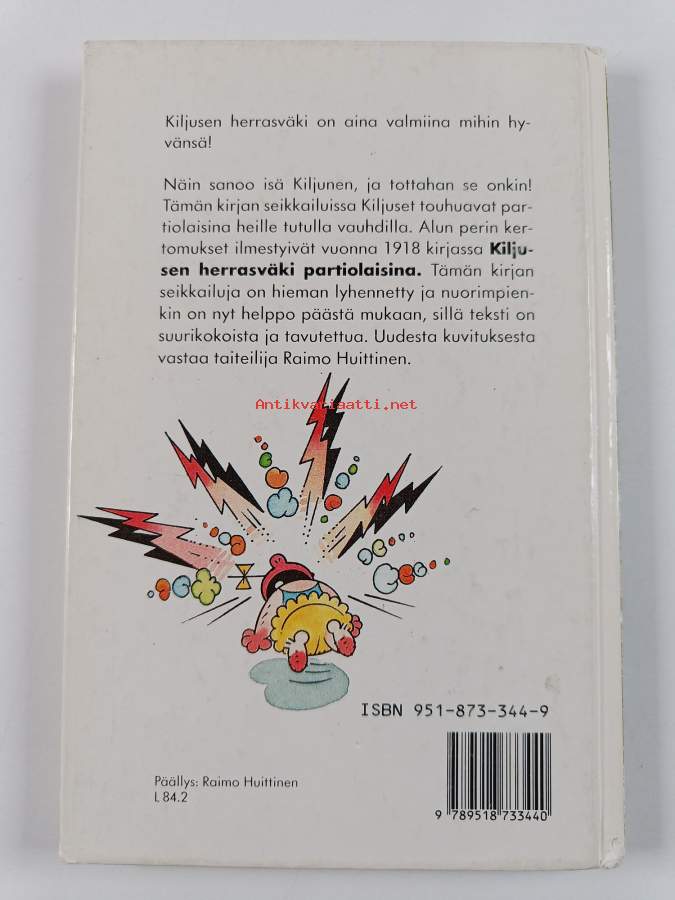 Kiljusen herrasväki on aina valmiina mihin hy-
vänsä!
Näin sanoo isä Kiljunen, ja tottahan se onkin!
Tämän kirjan seikkailuissa Kiljuset touhuavat par-
tiolaisina heille tutulla vauhdilla. Alun perin ker-
tomukset ilmestyivät vuonna 1918 kirjassa Kilju-
sen herrasväki partiolaisina. Tämän kirjan
seikkailuja on hieman lyhennetty ja nuorimpien-
kin on nyt helppo päästä mukaan, sillä teksti on
suurikokoista ja tavutettua. Uudesta kuvituksesta
vastaa taiteilija Raimo Huittinen.
Antikvariaatti.net
ISBN 951-873-344-9
Päällys: Raimo Huittinen
L 84.2
9 789518 733440